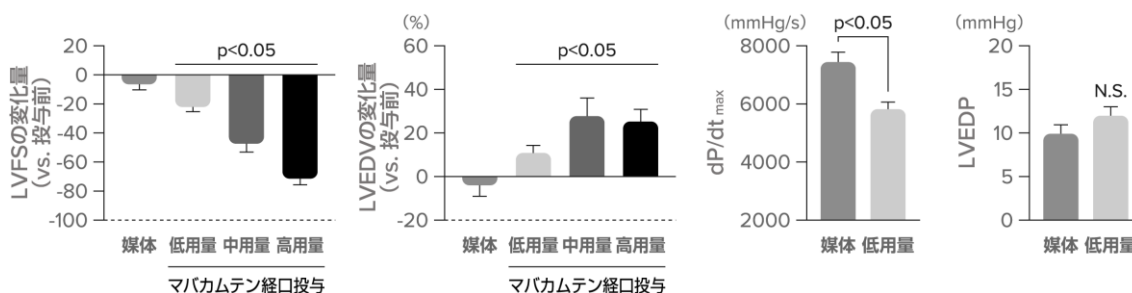 LVFSの変化量
（vs. 投与前）
20
0
-20
-40
-60
-80
-100
p<0.05
媒体 低用量 中用量 高用量
マバカムテン経口投与
（%）
LVEDVの変化量
（vs. 投与前）
60
40
20
0
-20
p<0.05
媒体 低用量 中用量 高用量
マバカムテン経口投与
（mmHg/s）
dP/dt max
8000
6000
4000
2000
p<0.05
媒体 低用量
（mmHg）
LVEDP
20
15
10
5
0
N.S.
媒体 低用量